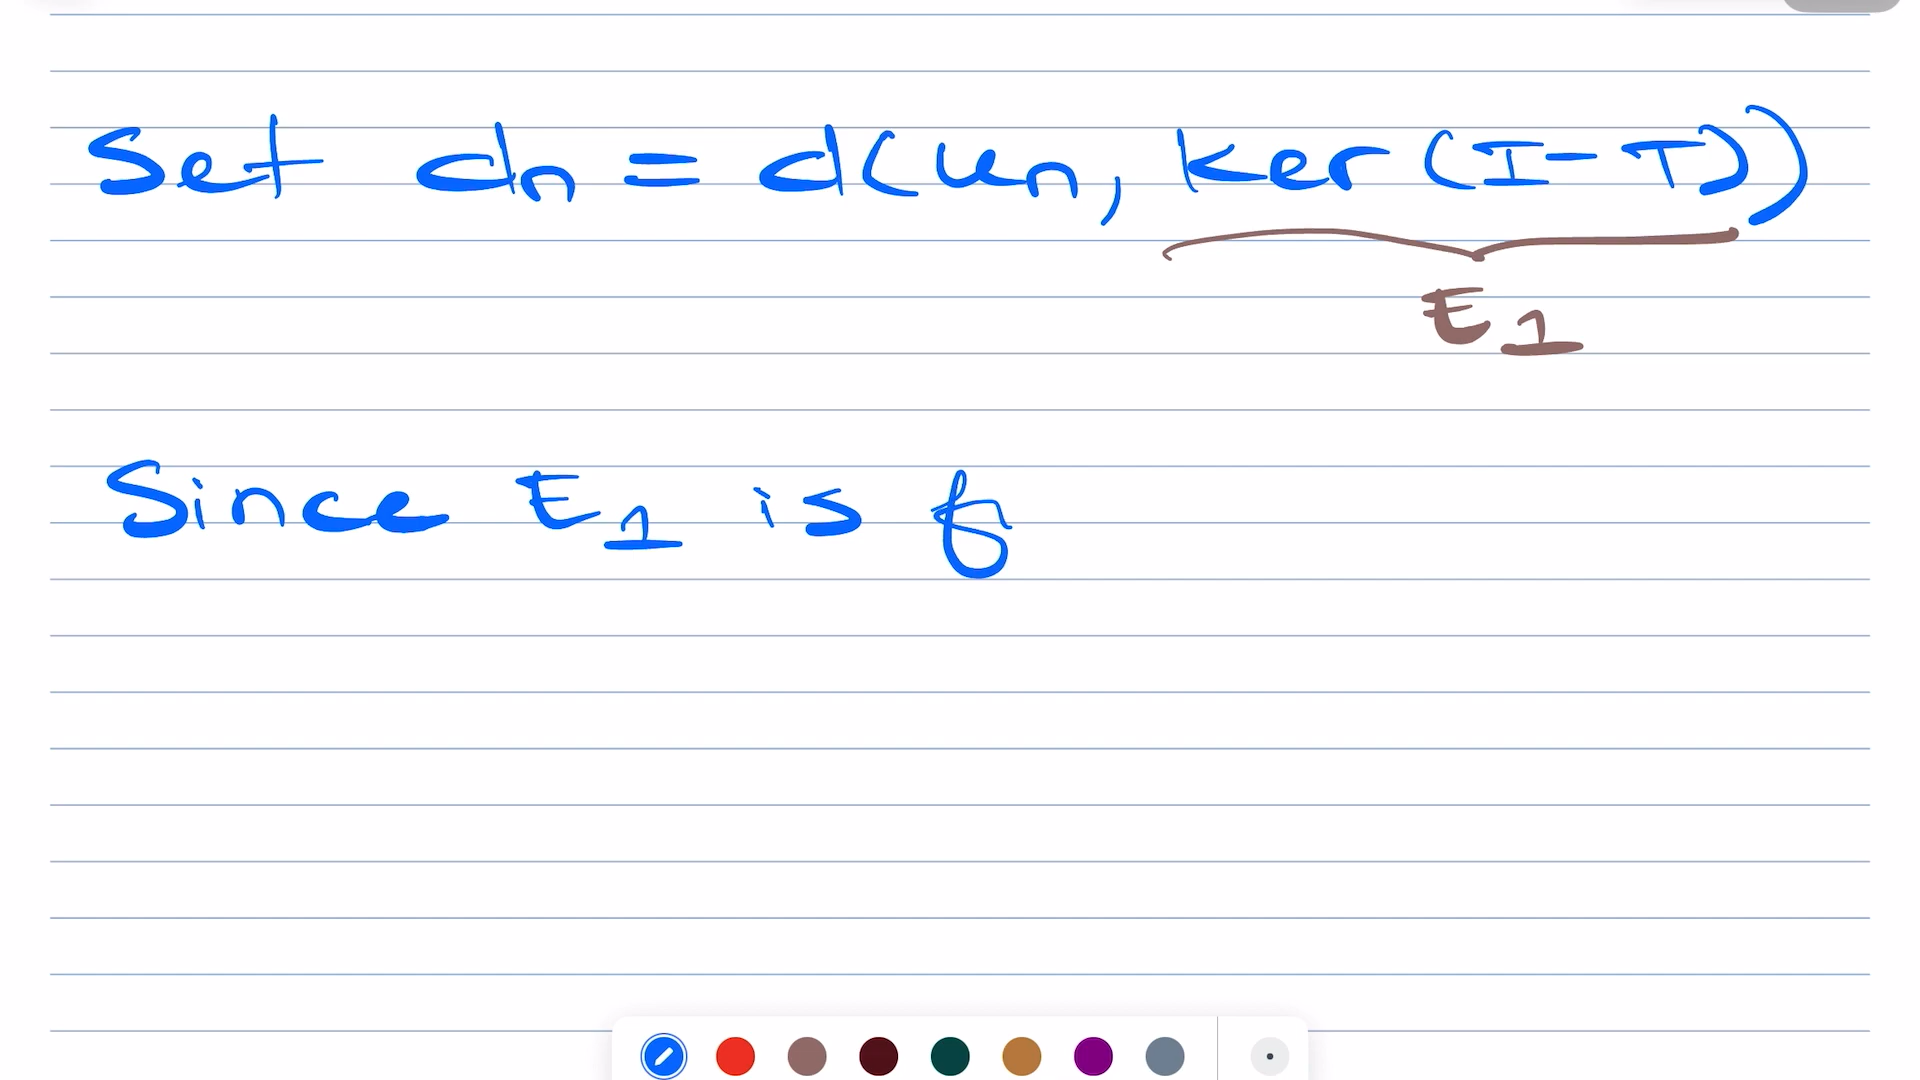 Set dn = d(un, ker(I-T))
E1
Since E1 is f